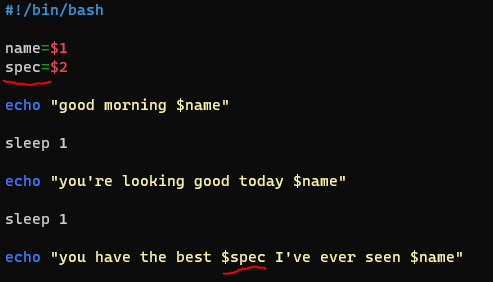 #!/bin/bash
name=$1
spec=$2
echo "good morning $name"
sleep 1
echo "you're looking good today $name"
sleep 1
echo "you have the best $spec I've ever seen $name"